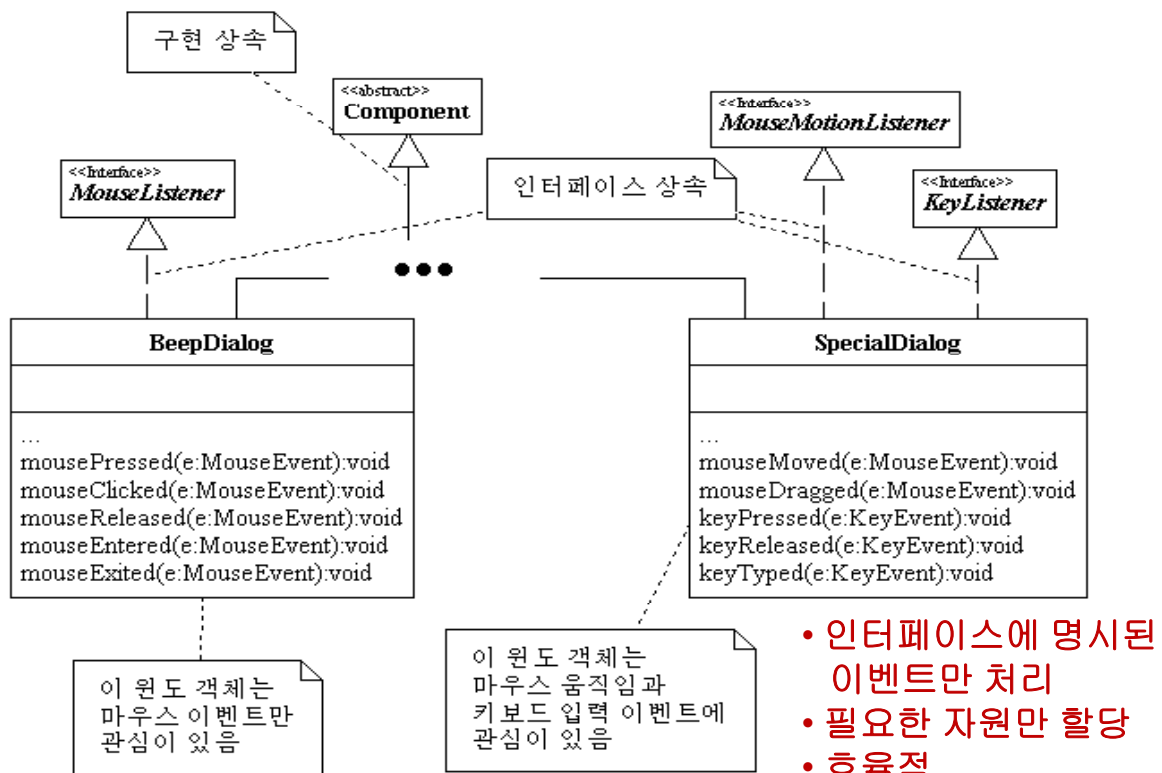 구현 상속
<<abstract>>
Component
<<Interface>>
MouseMotionListener
<<Interface>>
MouseListener
인터페이스 상속
<<Interface>>
KeyListener
•••
BeepDialog
...
mousePressed(e:MouseEvent):void
mouseClicked(e:MouseEvent):void
mouseReleased(e:MouseEvent):void
mouseEntered(e:MouseEvent):void
mouseExited(e:MouseEvent):void
SpecialDialog
...
mouseMoved(e:MouseEvent):void
mouseDragged(e:MouseEvent):void
keyPressed(e:KeyEvent):void
keyReleased(e:KeyEvent):void
keyTyped(e:KeyEvent):void
이 윈도 객체는
마우스 이벤트만
관심이 있음
이 윈도 객체는
마우스 움직임과
키보드 입력 이벤트에
관심이 있음
• 인터페이스에 명시된
이벤트만 처리
• 필요한 자원만 할당
• 효율적